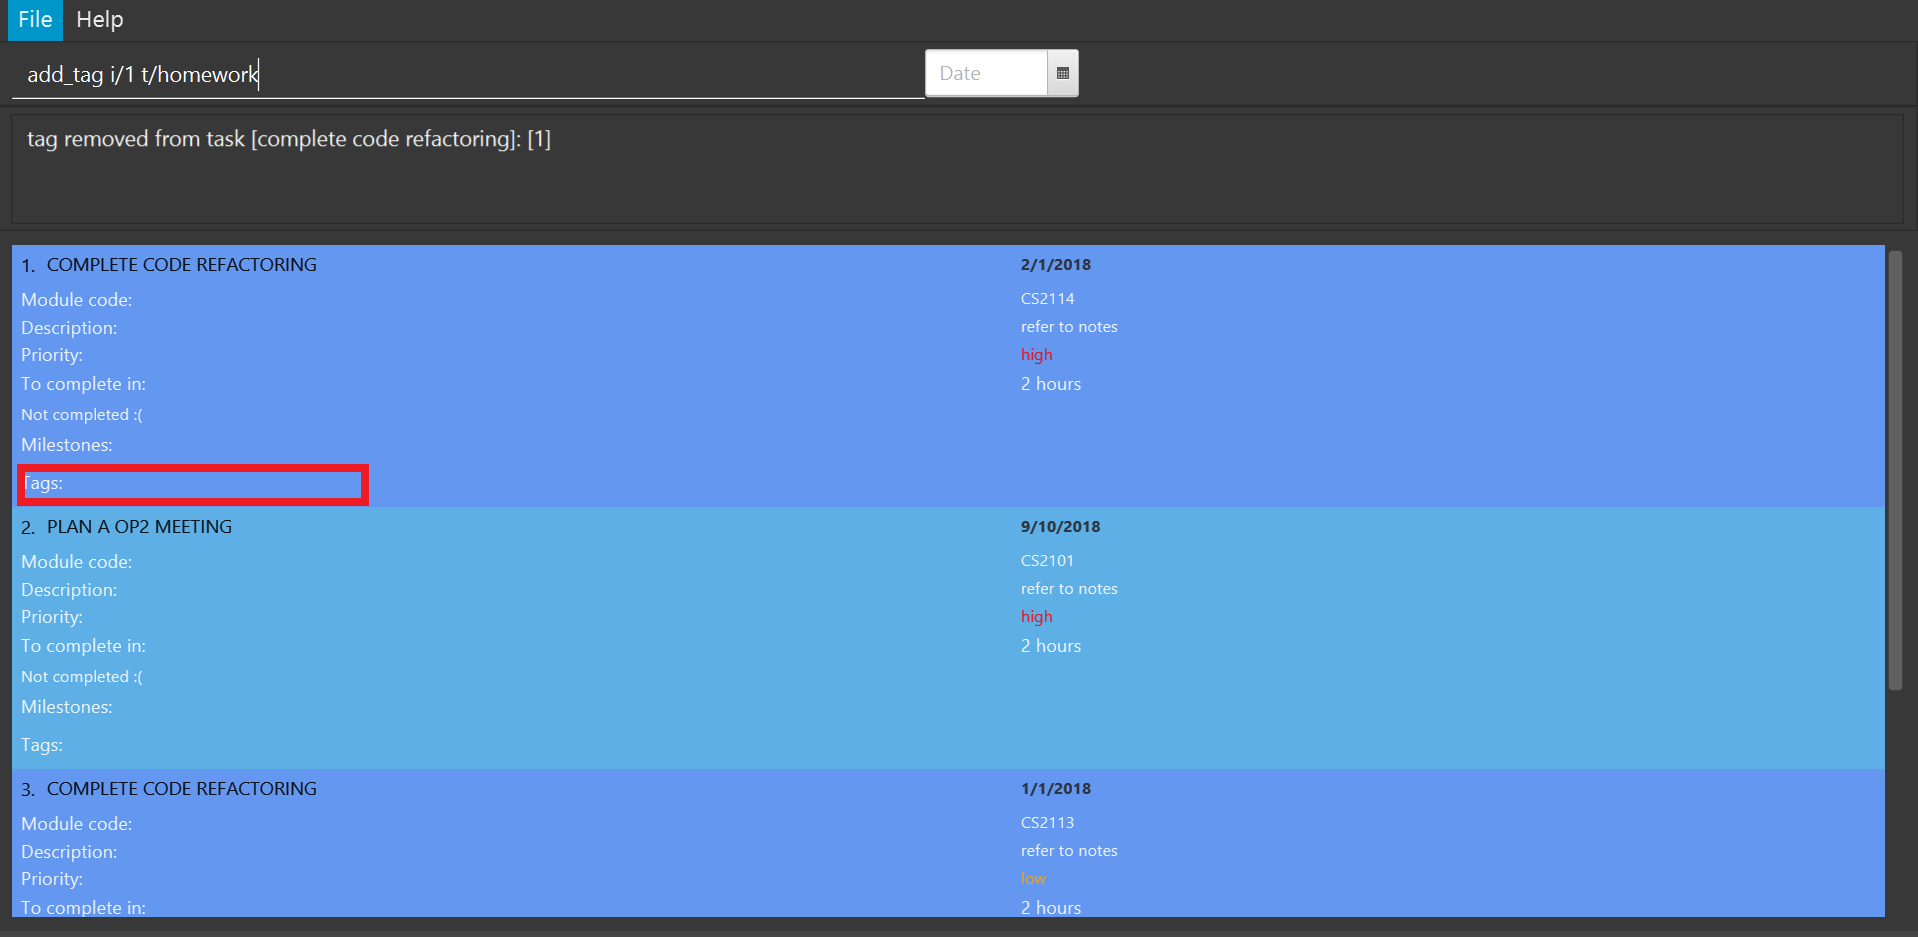 File Help
add_tag i/1 t/homework Date
tag removed from task [complete code refactoring]: [1]
1. COMPLETE CODE REFACTORING 2/1/2018
Module code: CS2114
Description: refer to notes
Priority: high
To complete in: 2 hours
Not completed :(
Milestones:
Tags:
2. PLAN A OP2 MEETING 9/10/2018
Module code: CS2101
Description: refer to notes
Priority: high
To complete in: 2 hours
Not completed :(
Milestones:
Tags:
3. COMPLETE CODE REFACTORING 1/1/2018
Module code: CS2113
Description: refer to notes
Priority: low
To complete in: 2 hours